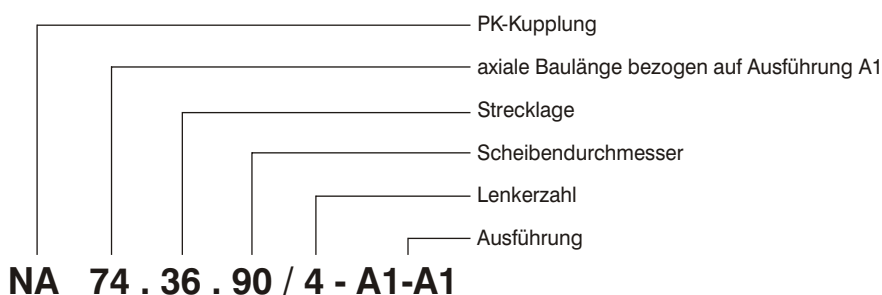 PK-Kupplung
axiale Baulänge bezogen auf Ausführung A1
Strecklage
Scheibendurchmesser
Lenkerzahl
Ausführung
NA 74 . 36 . 90 / 4 - A1-A1